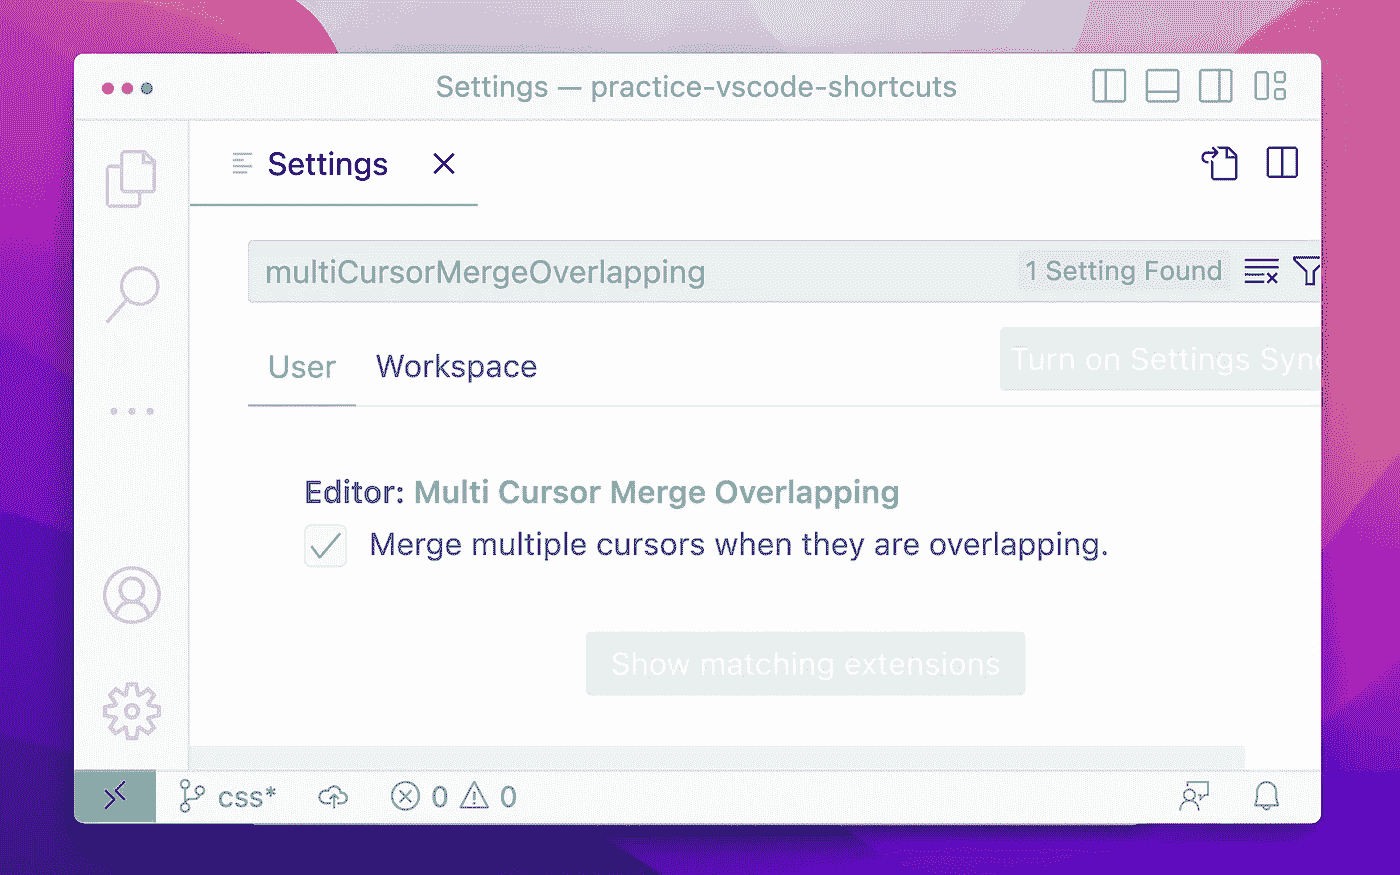 Settings — practice-vscode-shortcuts
Settings
multiCursorMergeOverlapping 1 Setting Found
User Workspace Turn on Settings Sync
Editor: Multi Cursor Merge Overlapping
Merge multiple cursors when they are overlapping.
Show matching extensions
css* 0 0